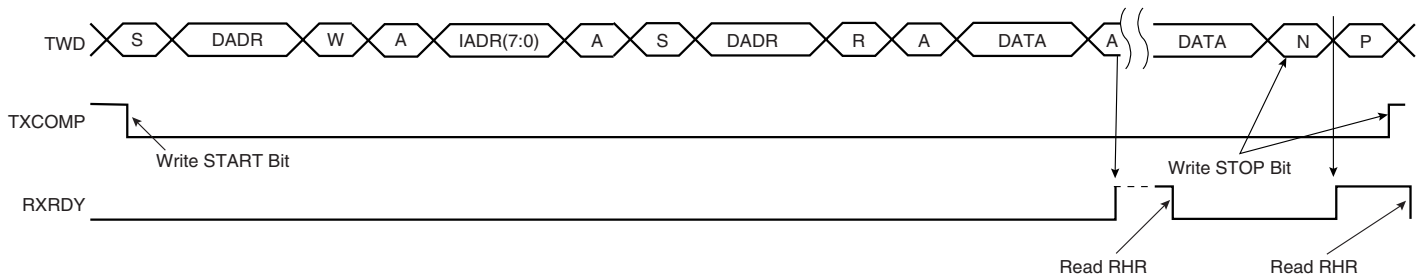 TWD S DADR W A IADR(7:0) A S DADR R A DATA A DATA N P
TXCOMP
Write START Bit
Write STOP Bit
RXRDY
Read RHR
Read RHR